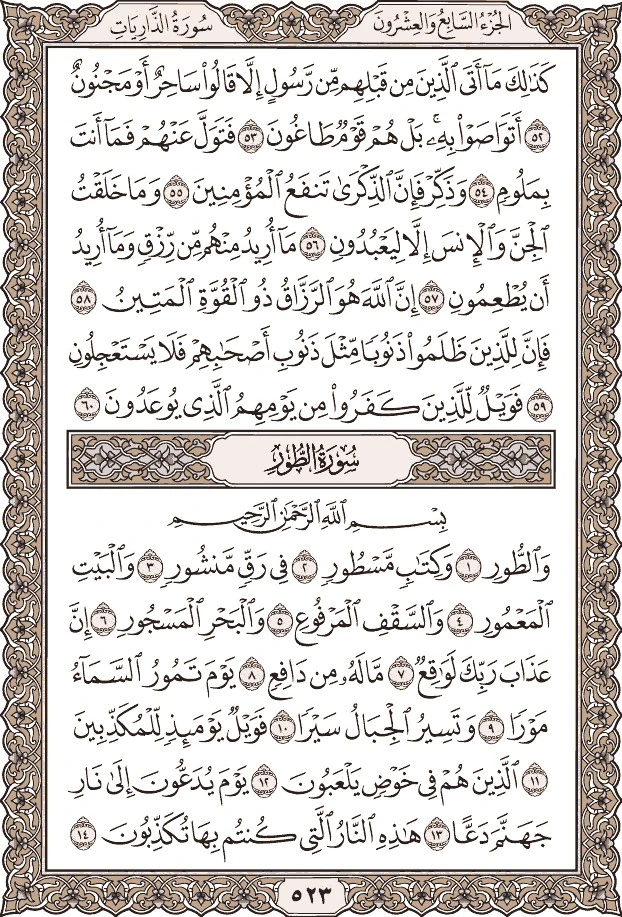 الجُزْءُ السَّابِعُ وَالعِشْرُونَ
سُورَةُ الذَّارِيَاتِ
كَذَٰلِكَ مَآ أَتَى ٱلَّذِينَ مِن قَبْلِهِم مِّن رَّسُولٍ إِلَّا قَالُوا۟ سَاحِرٌ أَوْ مَجْنُونٌ
٥٢ أَتَوَاصَوْا۟ بِهِۦ ۚ بَلْ هُمْ قَوْمٌ طَاغُونَ ٥٣ فَتَوَلَّ عَنْهُمْ فَمَآ أَنتَ
بِمَلُومٍ ٥٤ وَذَكِّرْ فَإِنَّ ٱلذِّكْرَىٰ تَنفَعُ ٱلْمُؤْمِنِينَ ٥٥ وَمَا خَلَقْتُ
ٱلْجِنَّ وَٱلْإِنسَ إِلَّا لِيَعْبُدُونِ ٥٦ مَآ أُرِيدُ مِنْهُم مِّن رِّزْقٍ وَمَآ أُرِيدُ
أَن يُطْعِمُونِ ٥٧ إِنَّ ٱللَّهَ هُوَ ٱلرَّزَّاقُ ذُو ٱلْقُوَّةِ ٱلْمَتِينُ ٥٨
فَإِنَّ لِلَّذِينَ ظَلَمُوا۟ ذَنُوبًا مِّثْلَ ذَنُوبِ أَصْحَٰبِهِمْ فَلَا يَسْتَعْجِلُونِ
٥٩ فَوَيْلٌ لِّلَّذِينَ كَفَرُوا۟ مِن يَوْمِهِمُ ٱلَّذِى يُوعَدُونَ ٦٠
سُورَةُ الطُّورِ
بِسْمِ ٱللَّهِ ٱلرَّحْمَٰنِ ٱلرَّحِيمِ
وَٱلطُّورِ ١ وَكِتَٰبٍ مَّسْطُورٍ ٢ فِى رَقٍّ مَّنشُورٍ ٣ وَٱلْبَيْتِ
ٱلْمَعْمُورِ ٤ وَٱلسَّقْفِ ٱلْمَرْفُوعِ ٥ وَٱلْبَحْرِ ٱلْمَسْجُورِ ٦ إِنَّ
عَذَابَ رَبِّكَ لَوَٰقِعٌ ٧ مَّا لَهُۥ مِن دَافِعٍ ٨ يَوْمَ تَمُورُ ٱلسَّمَآءُ
مَوْرًا ٩ وَتَسِيرُ ٱلْجِبَالُ سَيْرًا ١٠ فَوَيْلٌ يَوْمَئِذٍ لِّلْمُكَذِّبِينَ
١١ ٱلَّذِينَ هُمْ فِى خَوْضٍ يَلْعَبُونَ ١٢ يَوْمَ يُدَعُّونَ إِلَىٰ نَارِ
جَهَنَّمَ دَعًّا ١٣ هَٰذِهِ ٱلنَّارُ ٱلَّتِى كُنتُم بِهَا تُكَذِّبُونَ ١٤
٥٢٣